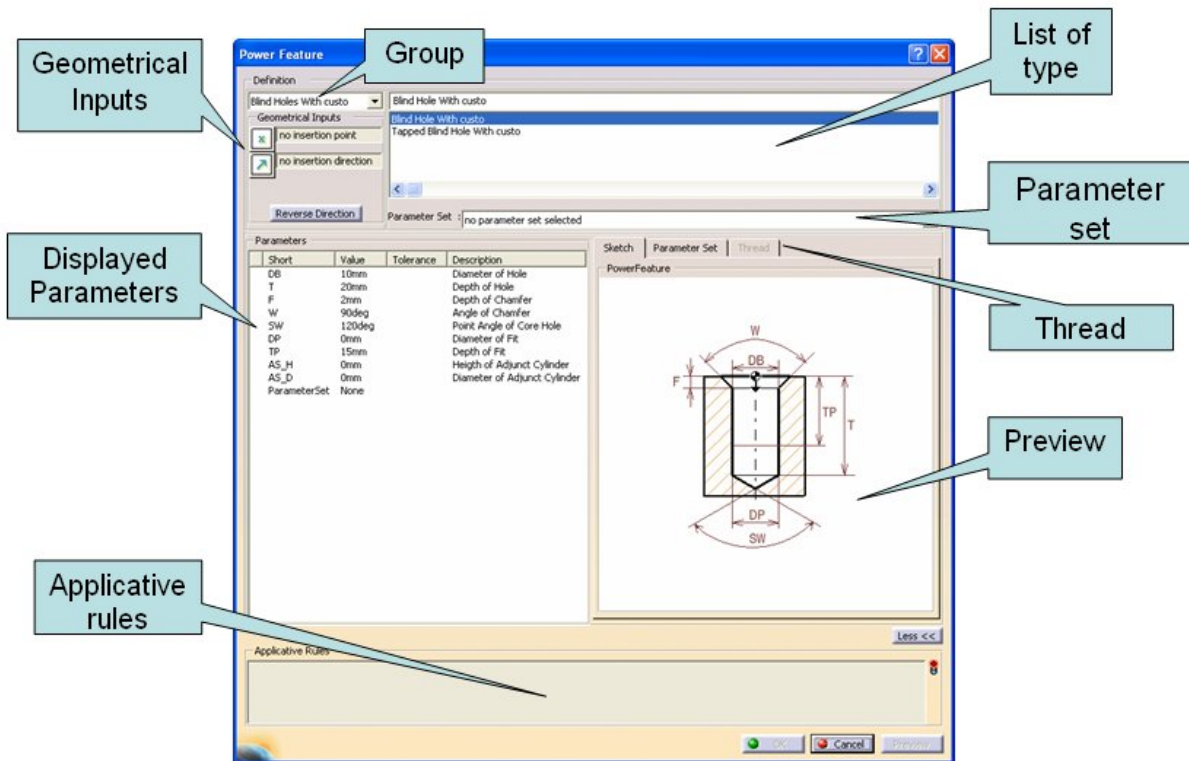 Geometrical
Inputs
Group
List of
type
Parameter
set
Displayed
Parameters
Thread
Preview
Applicative
rules
Power Feature
Definition
Blind Holes With custo
Blind Hole With custo
Geometrical Inputs
no insertion point
no insertion direction
Reverse Direction
Blind Hole With custo
Tapped Blind Hole With custo
Parameter Set : no parameter set selected
Parameters
Short Value Tolerance Description
DB 10mm Diameter of Hole
T 20mm Depth of Hole
F 2mm Depth of Chamfer
W 90deg Angle of Chamfer
SW 120deg Point Angle of Core Hole
DP 0mm Diameter of Fit
TP 15mm Depth of Fit
AS_H 0mm Heigth of Adjunct Cylinder
AS_D 0mm Diameter of Adjunct Cylinder
ParameterSet None
Sketch Parameter Set Thread
PowerFeature
W
DB
F
TP
T
DP
SW
Less <<
Applicative Rules
OK Cancel Preview